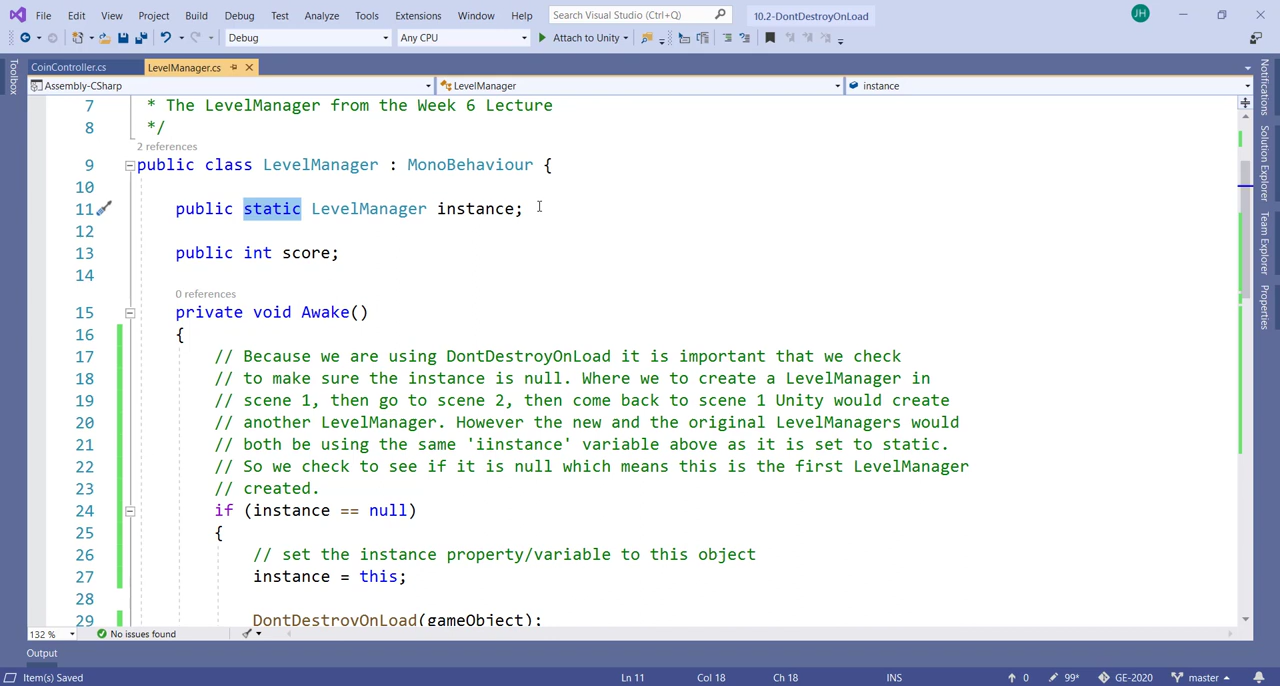 File Edit View Project Build Debug Test Analyze Tools Extensions Window Help Search Visual Studio (Ctrl+Q) 10.2-DontDestroyOnLoad JH
Debug Any CPU Attach to Unity
CoinController.cs LevelManager.cs
Assembly-CSharp LevelManager instance
7 * The LevelManager from the Week 6 Lecture
8 */
2 references
9 public class LevelManager : MonoBehaviour {
10
11 public static LevelManager instance;
12
13 public int score;
14
0 references
15 private void Awake()
16 {
17 // Because we are using DontDestroyOnLoad it is important that we check
18 // to make sure the instance is null. Where we to create a LevelManager in
19 // scene 1, then go to scene 2, then come back to scene 1 Unity would create
20 // another LevelManager. However the new and the original LevelManagers would
21 // both be using the same 'iinstance' variable above as it is set to static.
22 // So we check to see if it is null which means this is the first LevelManager
23 // created.
24 if (instance == null)
25 {
26 // set the instance property/variable to this object
27 instance = this;
28
29 DontDestroyOnLoad(gameObject);
132 % No issues found
Output
Item(s) Saved Ln 11 Col 18 Ch 18 INS 0 99* GE-2020 master
Toolbox
Notifications
Solution Explorer
Team Explorer
Properties